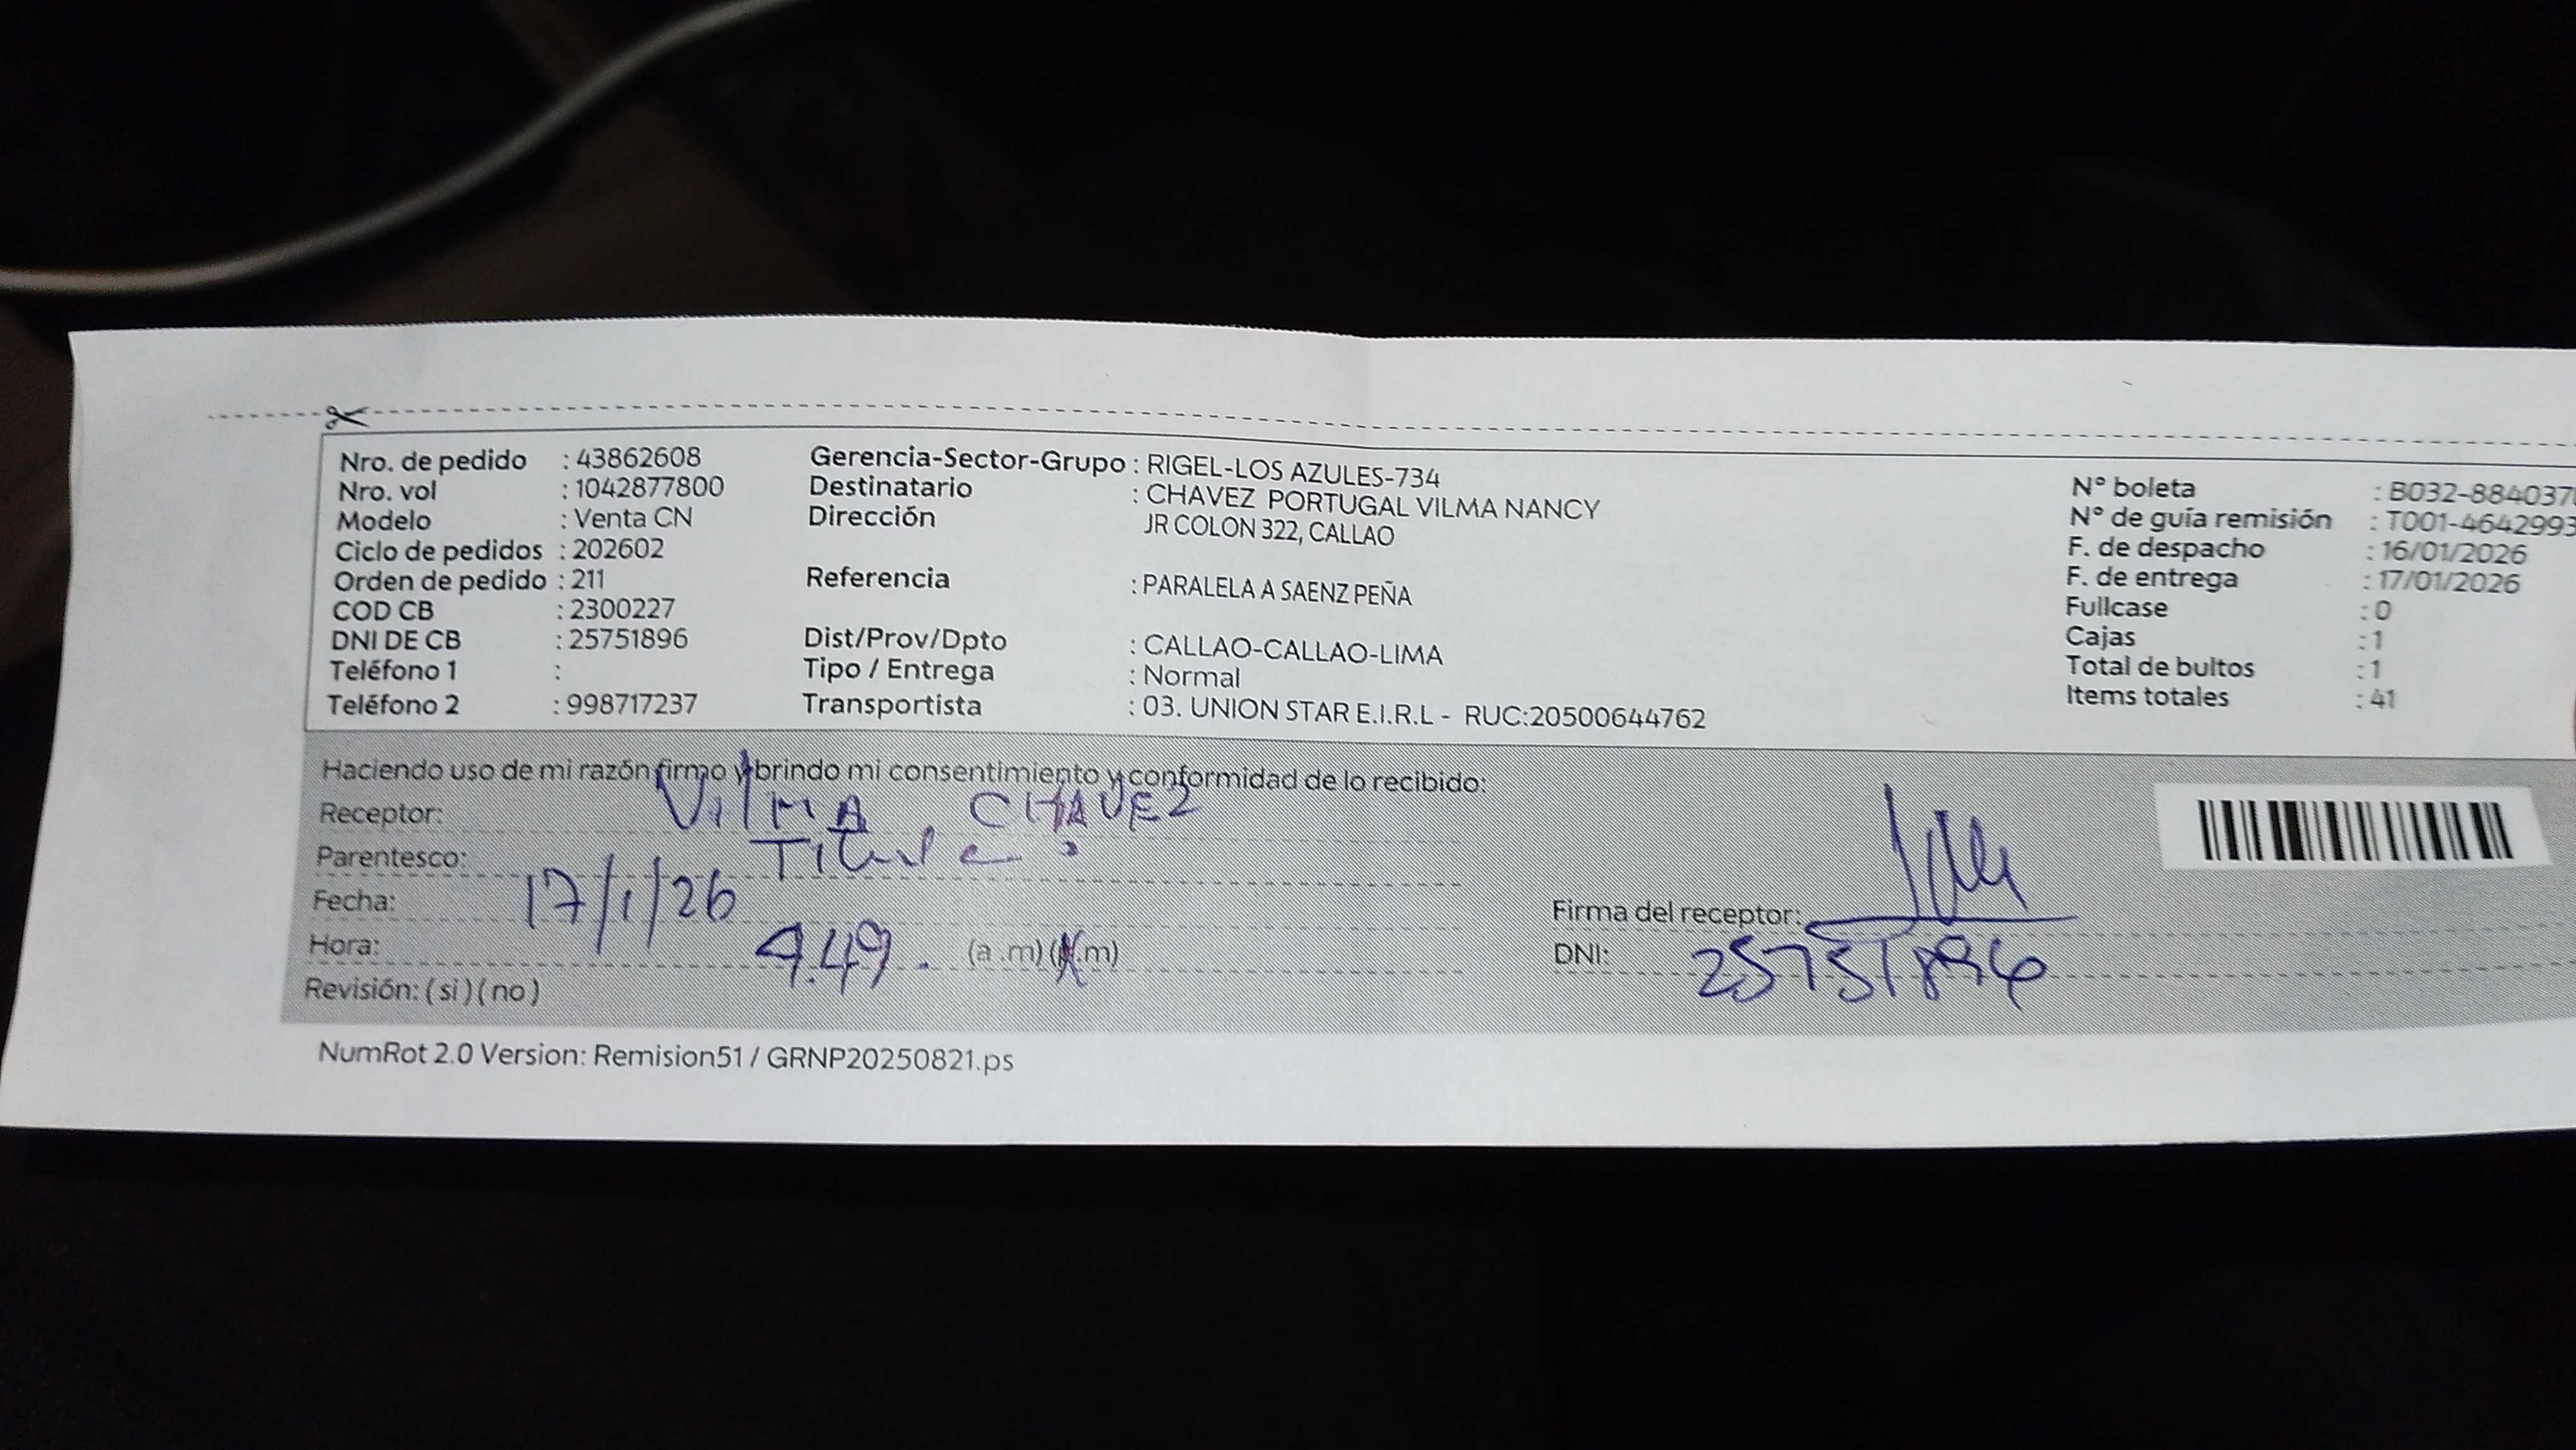 Nro. de pedido : 43862608
Nro. vol : 1042877800
Modelo : Venta CN
Ciclo de pedidos : 202602
Orden de pedido : 211
COD CB : 2300227
DNI DE CB : 25751896
Teléfono 1 :
Teléfono 2 : 998717237
Gerencia-Sector-Grupo : RIGEL-LOS AZULES-734
Destinatario : CHAVEZ PORTUGAL VILMA NANCY
Dirección JR COLON 322, CALLAO
Referencia : PARALELA A SAENZ PEÑA
Dist/Prov/Dpto : CALLAO-CALLAO-LIMA
Tipo / Entrega : Normal
Transportista : 03. UNION STAR E.I.R.L - RUC:20500644762
N° boleta : B032-884037
N° de guía remisión : T001-4642993
F. de despacho : 16/01/2026
F. de entrega : 17/01/2026
Fullcase : 0
Cajas : 1
Total de bultos : 1
Items totales : 41
Haciendo uso de mi razón firmo y brindo mi consentimiento y conformidad de lo recibido:
Receptor: VilMA CHAVEZ
Parentesco:
Fecha: 17/1/26
Hora: 9.49. (a.m) (p.m)
Revisión: (si) (no)
Firma del receptor:
DNI: 25751896
NumRot 2.0 Version: Remision51 / GRNP20250821.ps